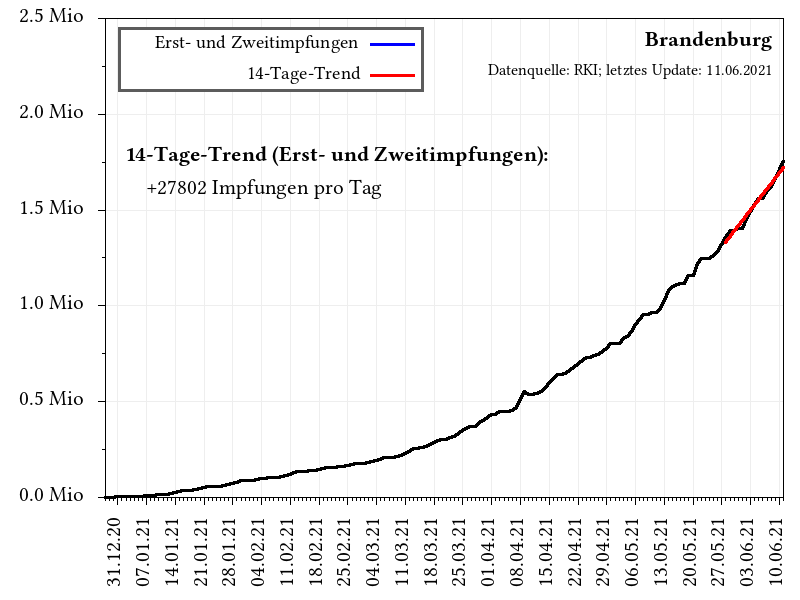 2.5 Mio
2.0 Mio
1.5 Mio
1.0 Mio
0.5 Mio
0.0 Mio
Erst- und Zweitimpfungen
14-Tage-Trend
Brandenburg
Datenquelle: RKI; letztes Update: 11.06.2021
14-Tage-Trend (Erst- und Zweitimpfungen):
+27802 Impfungen pro Tag
31.12.20
07.01.21
14.01.21
21.01.21
28.01.21
04.02.21
11.02.21
18.02.21
25.02.21
04.03.21
11.03.21
18.03.21
25.03.21
01.04.21
08.04.21
15.04.21
22.04.21
29.04.21
06.05.21
13.05.21
20.05.21
27.05.21
03.06.21
10.06.21